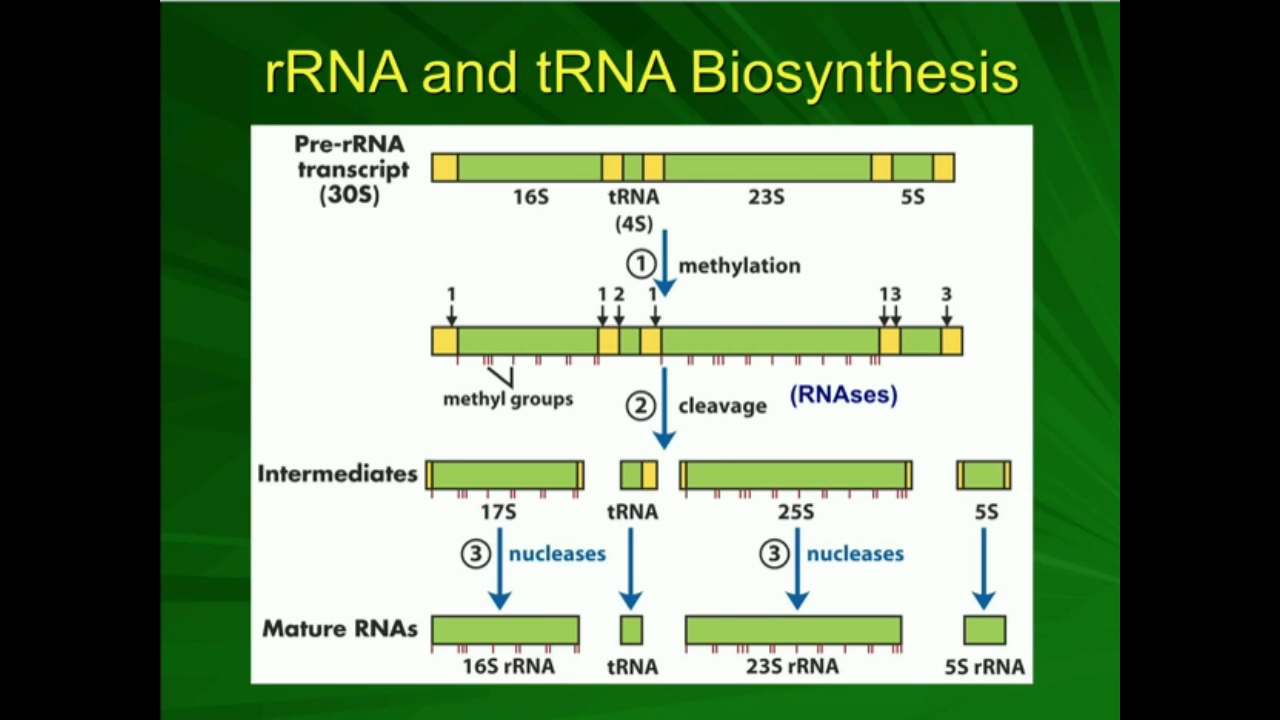 rRNA and tRNA Biosynthesis
Pre-rRNA
transcript
(30S)
16S
tRNA
(4S)
23S
5S
1 methylation
1
1 2
1
1 3
3
methyl groups
2 cleavage (RNAses)
Intermediates
17S
tRNA
25S
5S
3 nucleases
3 nucleases
Mature RNAs
16S rRNA
tRNA
23S rRNA
5S rRNA